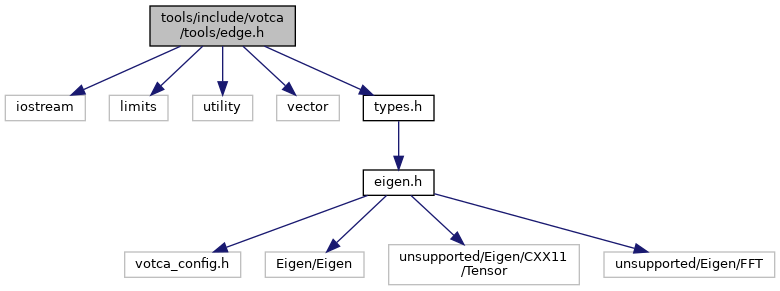 tools/include/votca
/tools/edge.h
iostream
limits
utility
vector
types.h
eigen.h
votca_config.h
Eigen/Eigen
unsupported/Eigen/CXX11
/Tensor
unsupported/Eigen/FFT